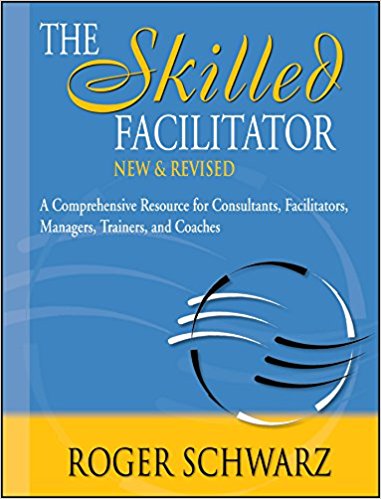 THE
Skilled
FACILITATOR
NEW & REVISED
A Comprehensive Resource for Consultants, Facilitators,
Managers, Trainers, and Coaches
ROGER SCHWARZ